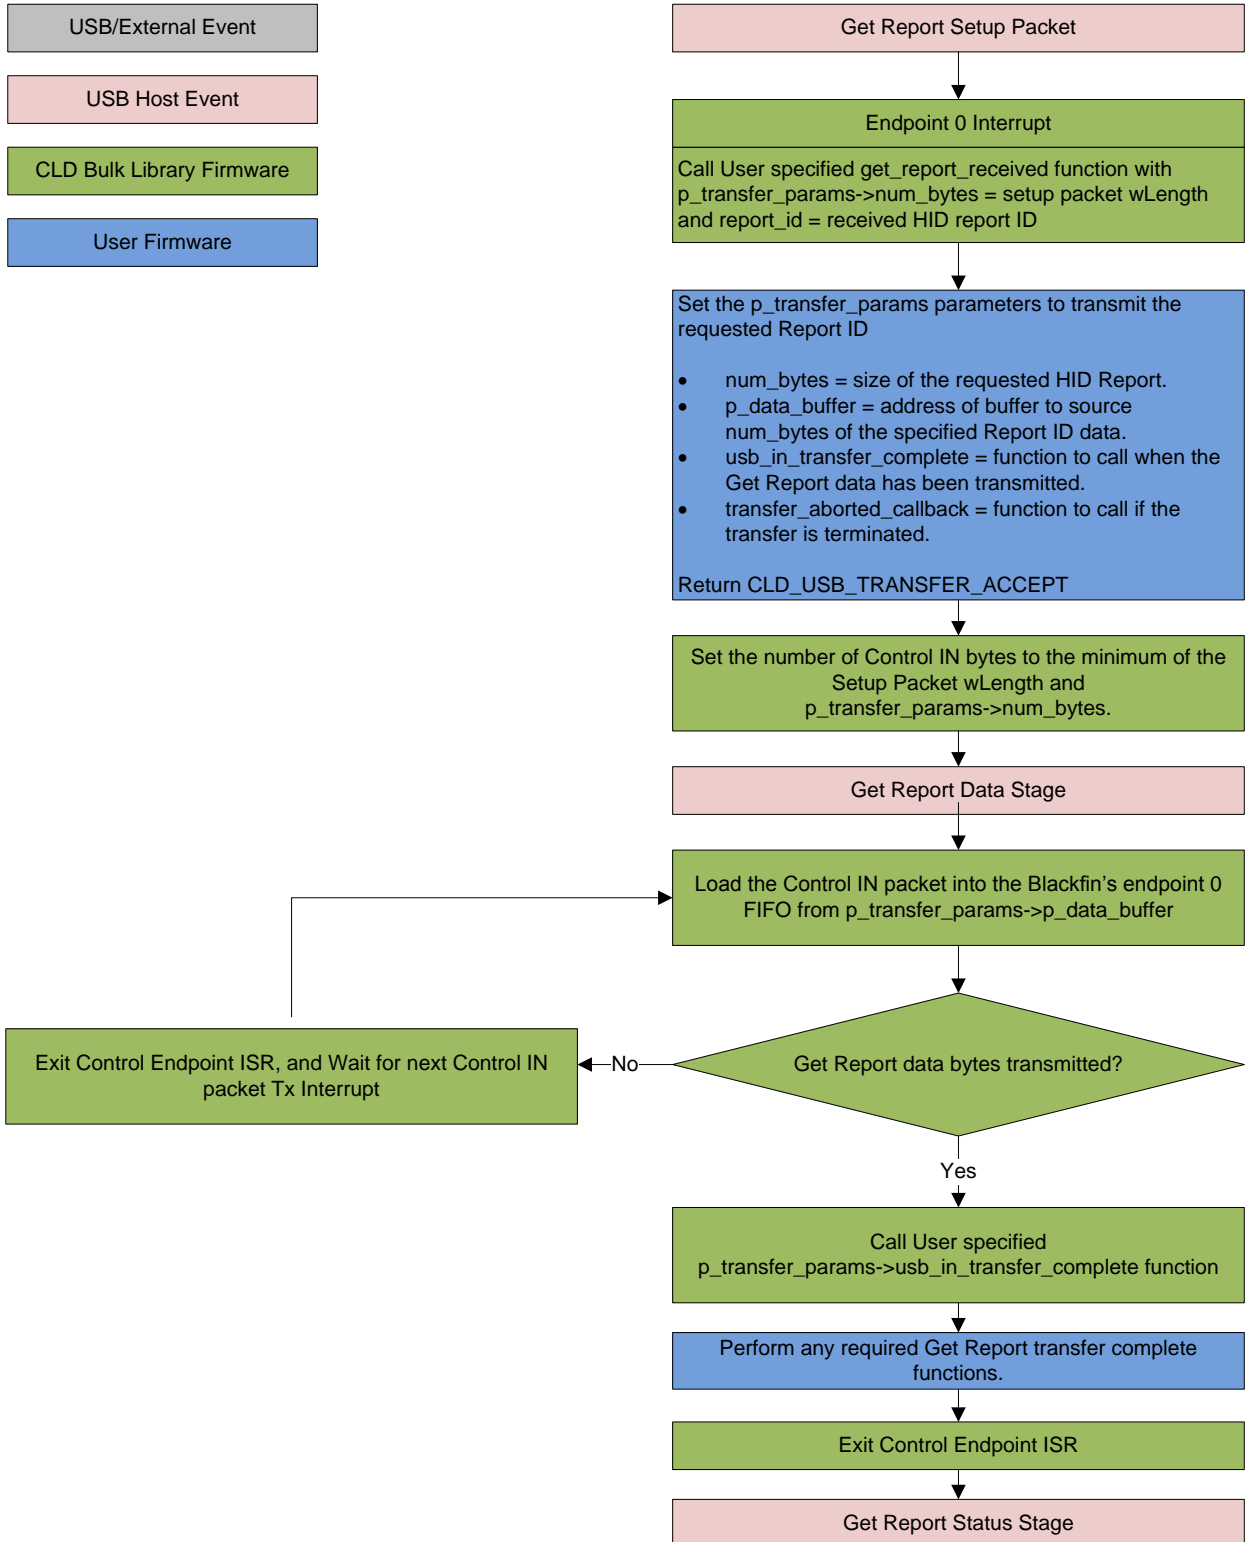 USB/External Event
USB Host Event
CLD Bulk Library Firmware
User Firmware
Get Report Setup Packet
Endpoint 0 Interrupt
Call User specified get_report_received function with
p_transfer_params->num_bytes = setup packet wLength
and report_id = received HID report ID
Set the p_transfer_params parameters to transmit the
requested Report ID
• num_bytes = size of the requested HID Report.
• p_data_buffer = address of buffer to source
num_bytes of the specified Report ID data.
• usb_in_transfer_complete = function to call when the
Get Report data has been transmitted.
• transfer_aborted_callback = function to call if the
transfer is terminated.
Return CLD_USB_TRANSFER_ACCEPT
Set the number of Control IN bytes to the minimum of the
Setup Packet wLength and
p_transfer_params->num_bytes.
Get Report Data Stage
Load the Control IN packet into the Blackfin's endpoint 0
FIFO from p_transfer_params->p_data_buffer
Get Report data bytes transmitted?
No
Exit Control Endpoint ISR, and Wait for next Control IN
packet Tx Interrupt
Yes
Call User specified
p_transfer_params->usb_in_transfer_complete function
Perform any required Get Report transfer complete
functions.
Exit Control Endpoint ISR
Get Report Status Stage